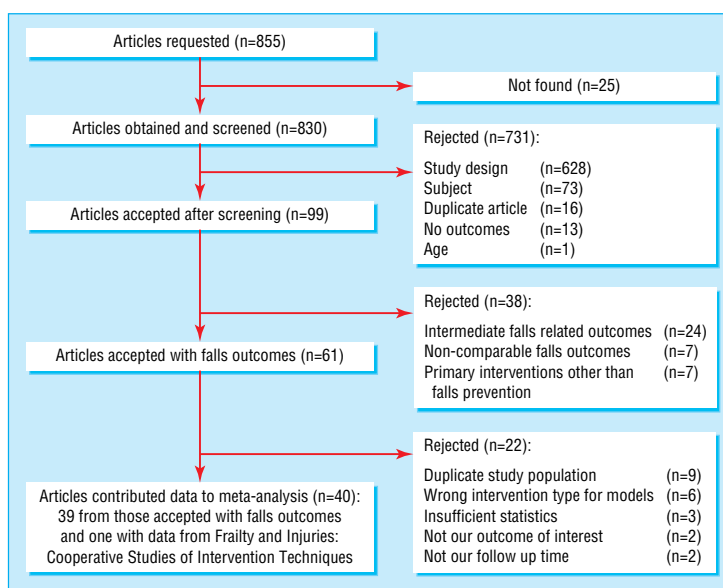 Articles requested (n=855)
Not found (n=25)
Articles obtained and screened (n=830)
Rejected (n=731):
Study design (n=628)
Subject (n=73)
Duplicate article (n=16)
No outcomes (n=13)
Age (n=1)
Articles accepted after screening (n=99)
Rejected (n=38):
Intermediate falls related outcomes (n=24)
Non-comparable falls outcomes (n=7)
Primary interventions other than (n=7)
falls prevention
Articles accepted with falls outcomes (n=61)
Rejected (n=22):
Duplicate study population (n=9)
Wrong intervention type for models (n=6)
Insufficient statistics (n=3)
Not our outcome of interest (n=2)
Not our follow up time (n=2)
Articles contributed data to meta-analysis (n=40):
39 from those accepted with falls outcomes
and one with data from Frailty and Injuries:
Cooperative Studies of Intervention Techniques